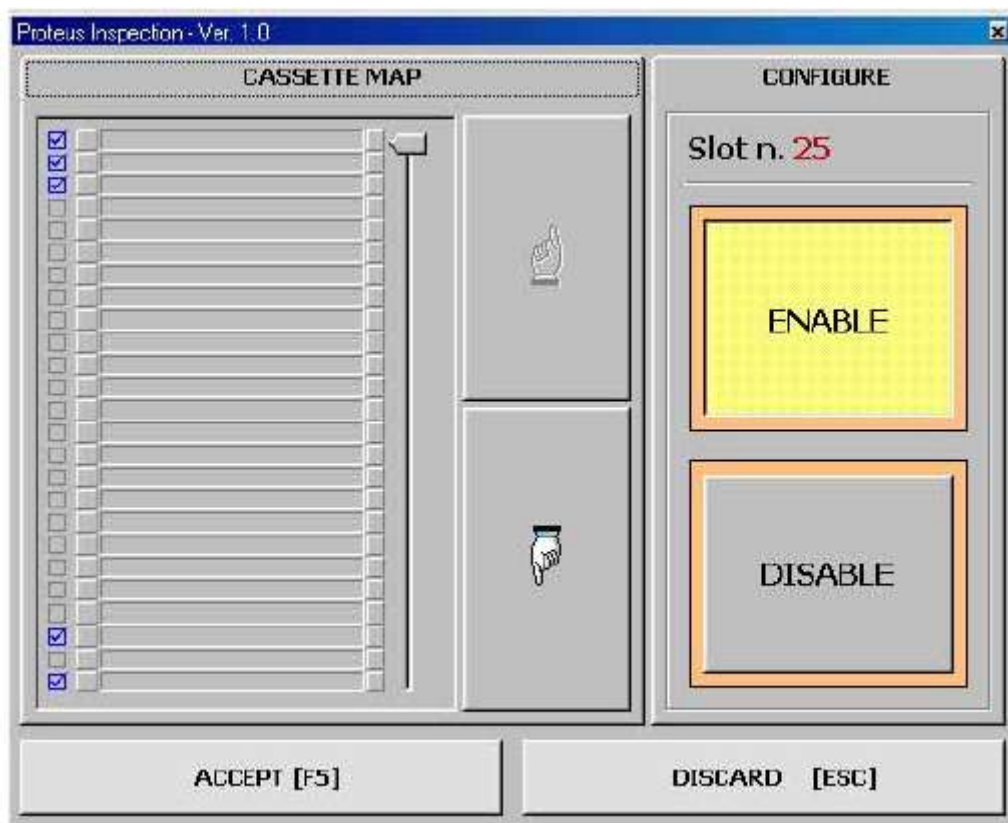 Proteus Inspection - Ver. 1.0
CASSETTE MAP
CONFIGURE
Slot n. 25
ENABLE
DISABLE
ACCEPT [F5]
DISCARD [ESC]